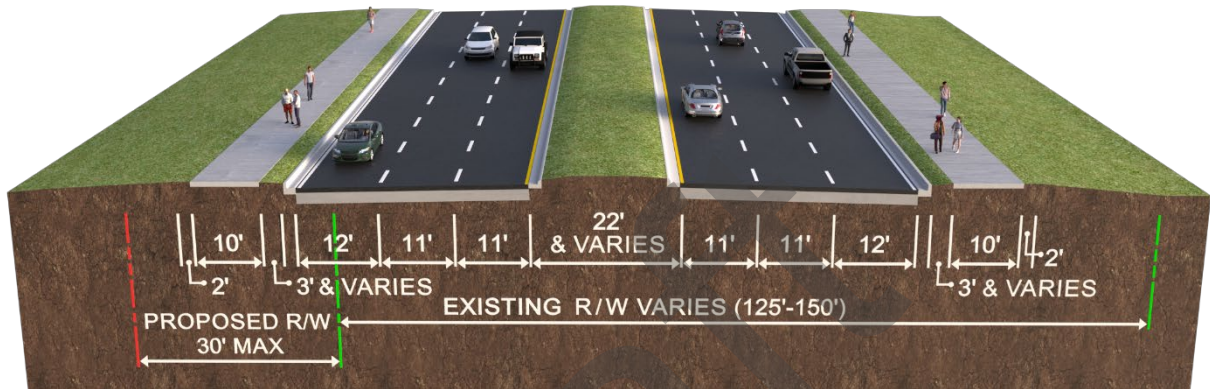 10'
12'
11'
11'
22'
& VARIES
11'
11'
12'
10'
2'
2'
3' & VARIES
3' & VARIES
EXISTING R/W VARIES (125'-150')
PROPOSED R/W
30' MAX